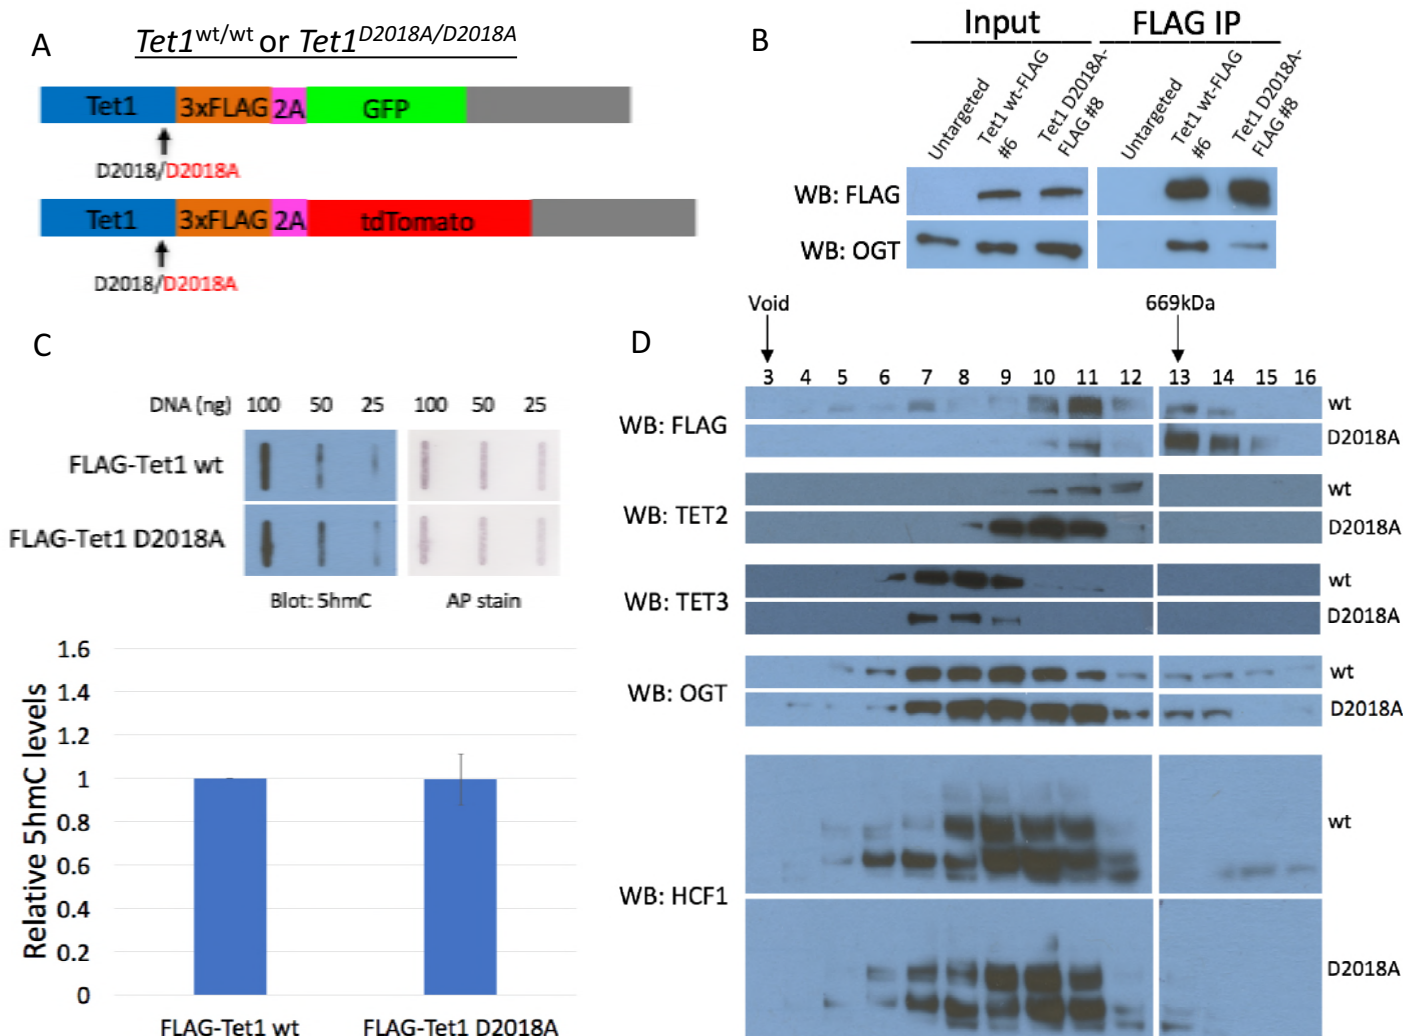 A
Tet1wt/wt or Tet1D2018A/D2018A
Tet1 3xFLAG 2A GFP
D2018/D2018A
Tet1 3xFLAG 2A tdTomato
D2018/D2018A
B
Input FLAG IP
Untargeted
Tet1 wt-FLAG
#6
Tet1 D2018A-
FLAG #8
Untargeted
Tet1 wt-FLAG
#6
Tet1 D2018A-
FLAG #8
WB: FLAG
WB: OGT
C
DNA (ng) 100 50 25 100 50 25
FLAG-Tet1 wt
FLAG-Tet1 D2018A
Blot: 5hmC AP stain
Relative 5hmC levels
1.6
1.4
1.2
1
0.8
0.6
0.4
0.2
0
FLAG-Tet1 wt FLAG-Tet1 D2018A
D
Void 669kDa
3 4 5 6 7 8 9 10 11 12 13 14 15 16
WB: FLAG
wt
D2018A
WB: TET2
wt
D2018A
WB: TET3
wt
D2018A
WB: OGT
wt
D2018A
WB: HCF1
wt
D2018A